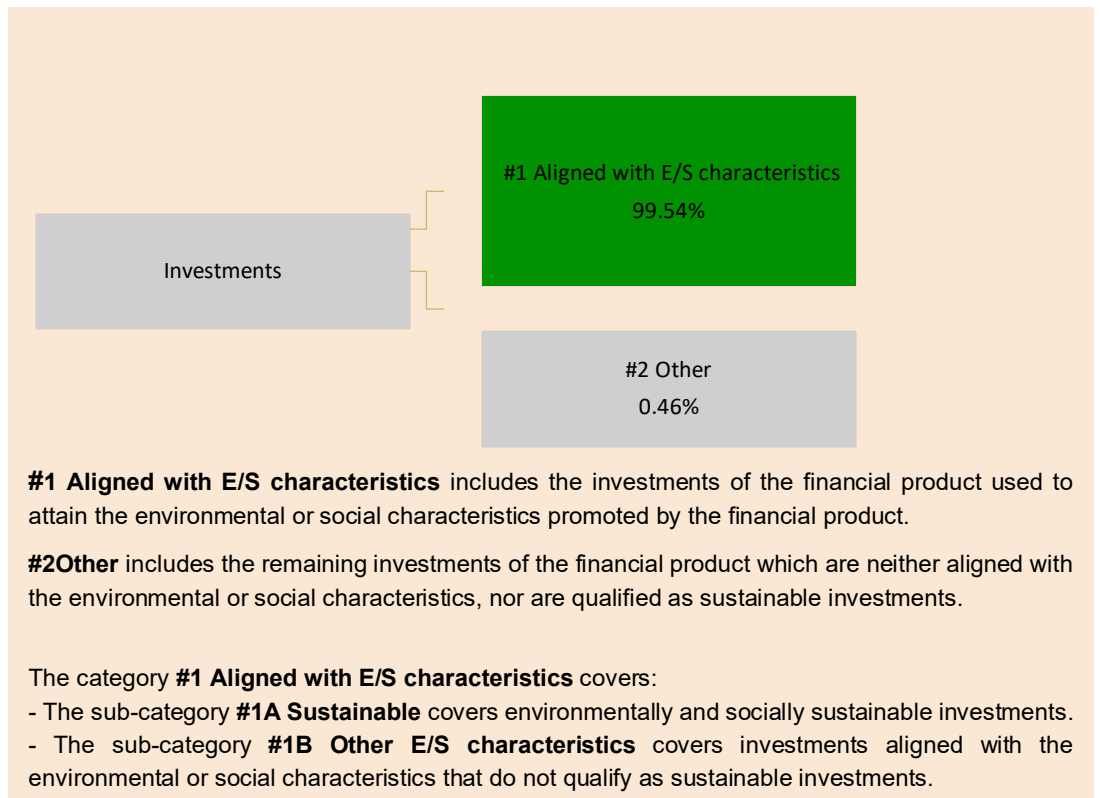 #1 Aligned with E/S characteristics
99.54%
Investments
#2 Other
0.46%
#1 Aligned with E/S characteristics includes the investments of the financial product used to
attain the environmental or social characteristics promoted by the financial product.
#2Other includes the remaining investments of the financial product which are neither aligned with
the environmental or social characteristics, nor are qualified as sustainable investments.
The category #1 Aligned with E/S characteristics covers:
- The sub-category #1A Sustainable covers environmentally and socially sustainable investments.
- The sub-category #1B Other E/S characteristics covers investments aligned with the
environmental or social characteristics that do not qualify as sustainable investments.